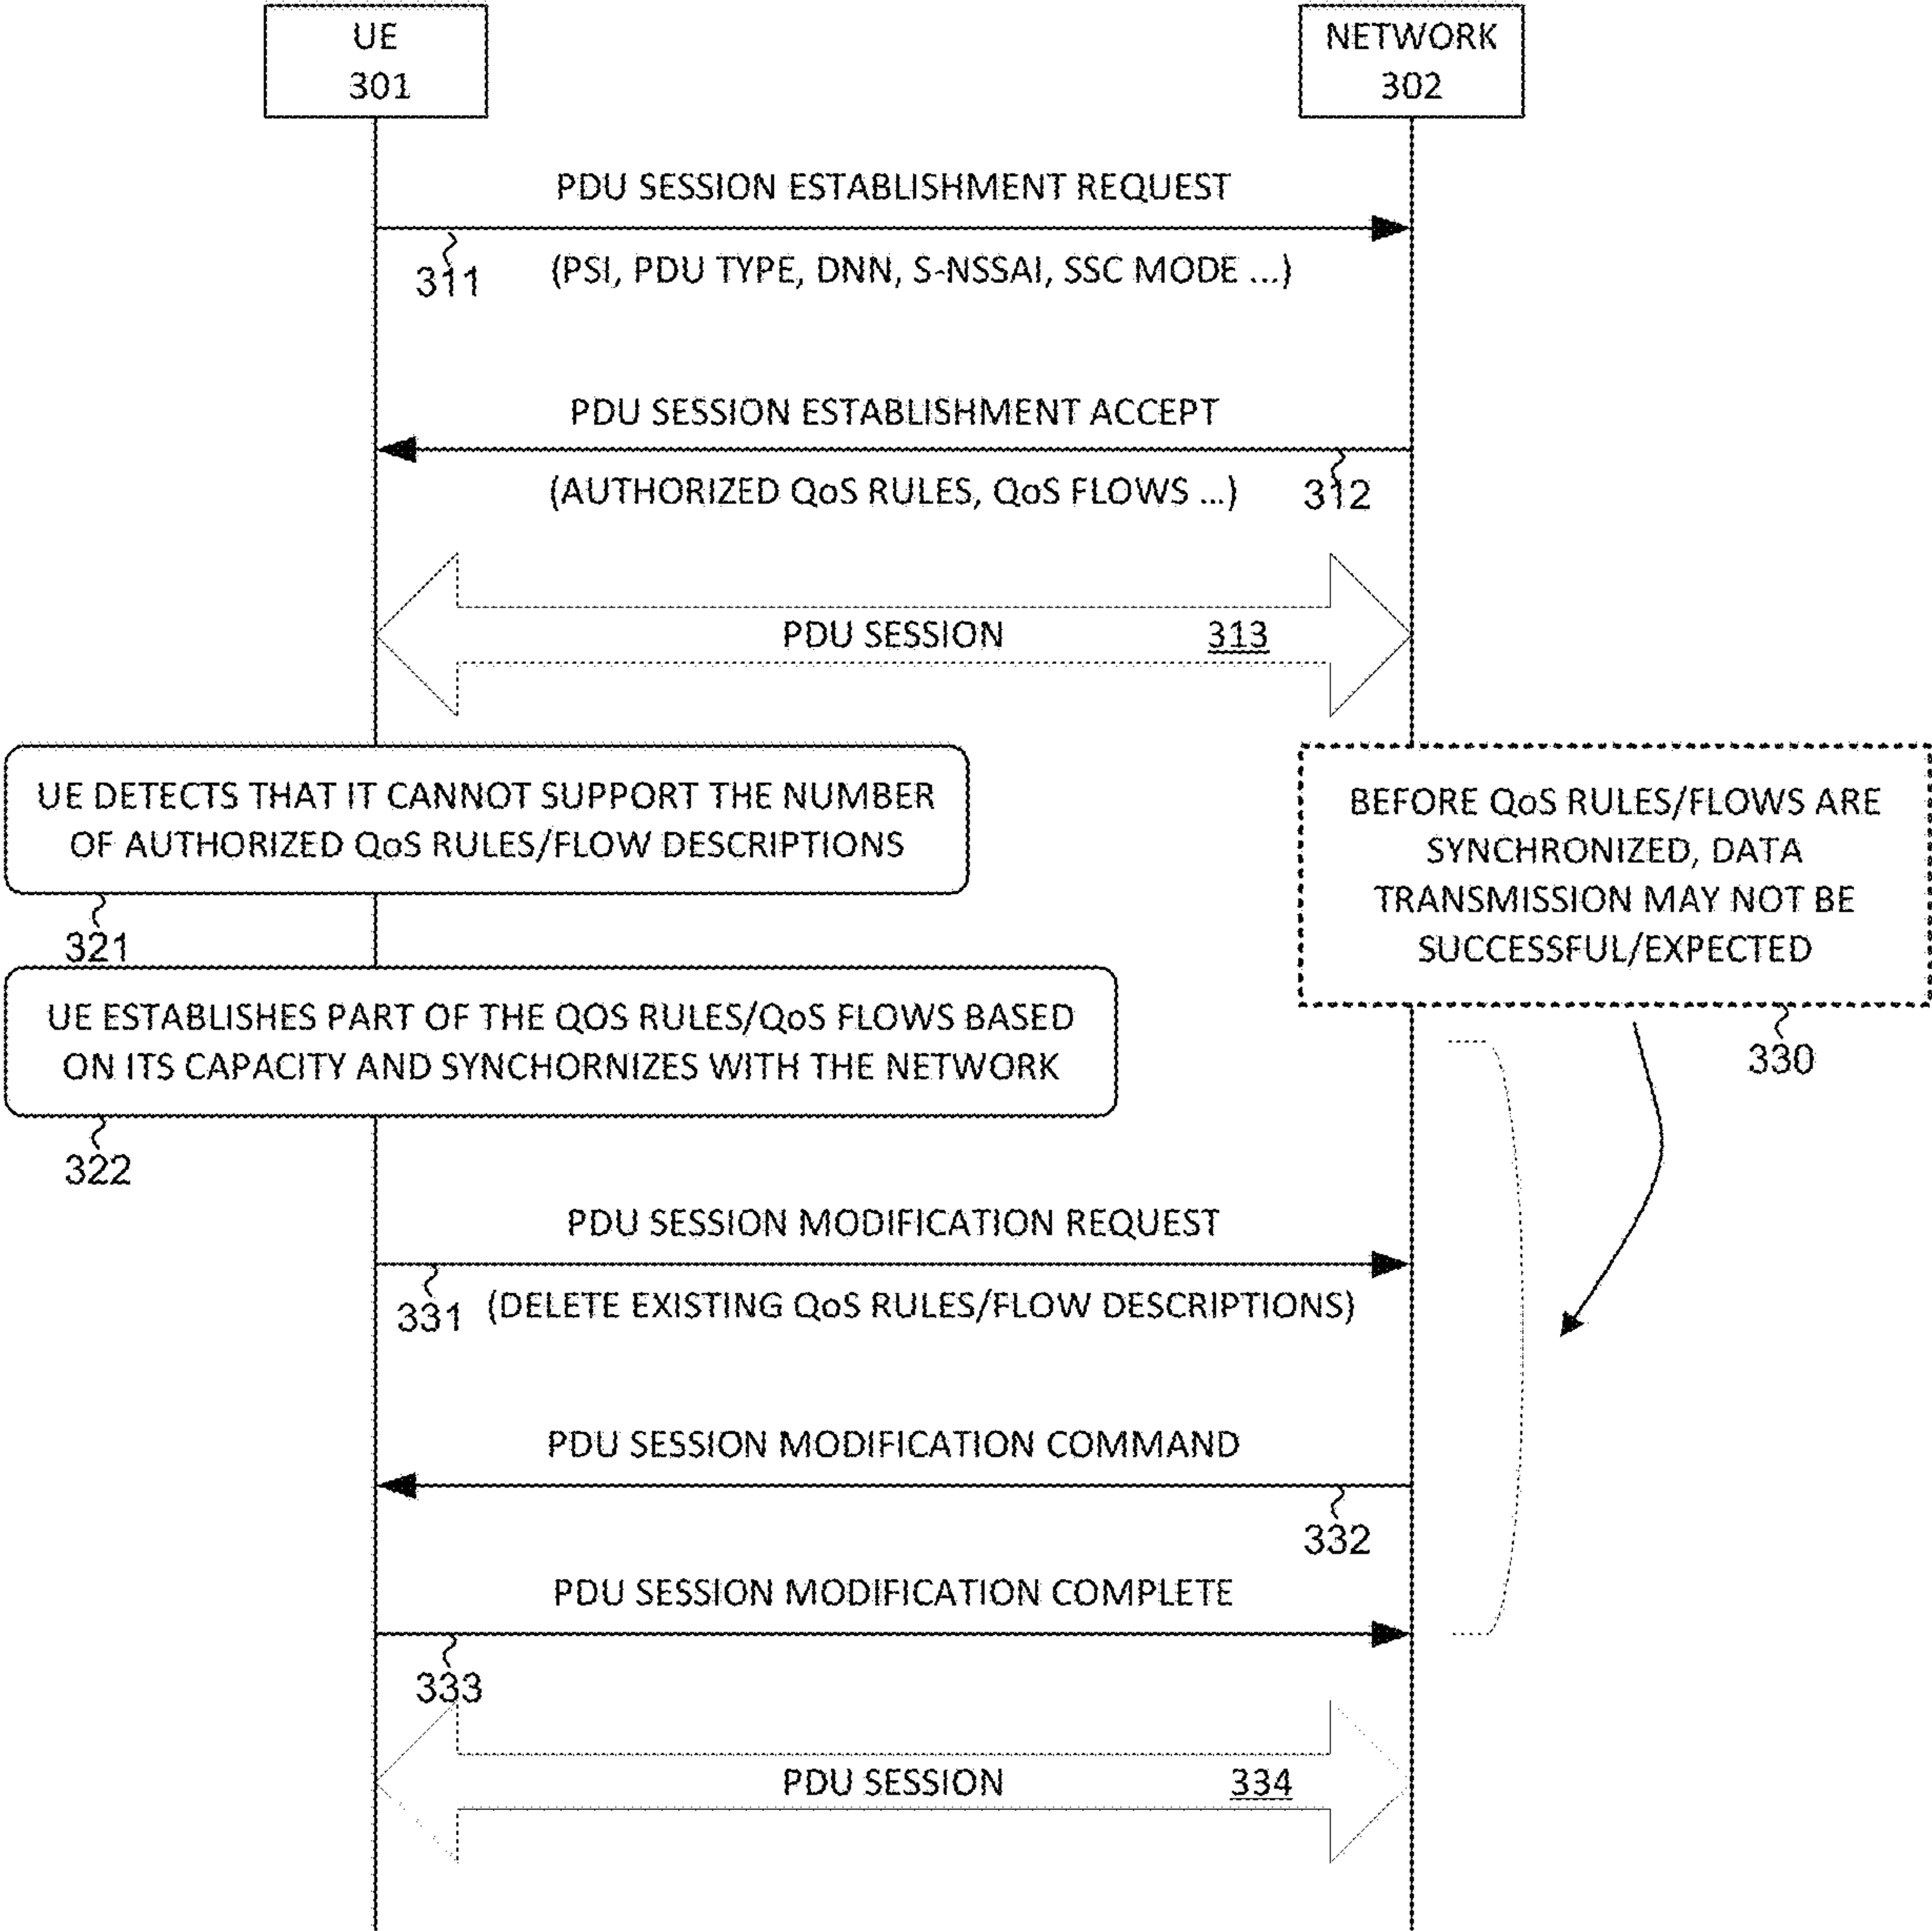 UE
301
NETWORK
302
PDU SESSION ESTABLISHMENT REQUEST
311
(PSI, PDU TYPE, DNN, S-NSSAI, SSC MODE ...)
PDU SESSION ESTABLISHMENT ACCEPT
(AUTHORIZED QoS RULES, QoS FLOWS ...)
312
PDU SESSION 313
UE DETECTS THAT IT CANNOT SUPPORT THE NUMBER
OF AUTHORIZED QoS RULES/FLOW DESCRIPTIONS
321
BEFORE QoS RULES/FLOWS ARE
SYNCHRONIZED, DATA
TRANSMISSION MAY NOT BE
SUCCESSFUL/EXPECTED
330
UE ESTABLISHES PART OF THE QOS RULES/QoS FLOWS BASED
ON ITS CAPACITY AND SYNCHORNIZES WITH THE NETWORK
322
PDU SESSION MODIFICATION REQUEST
331
(DELETE EXISTING QoS RULES/FLOW DESCRIPTIONS)
PDU SESSION MODIFICATION COMMAND
332
PDU SESSION MODIFICATION COMPLETE
333
PDU SESSION 334